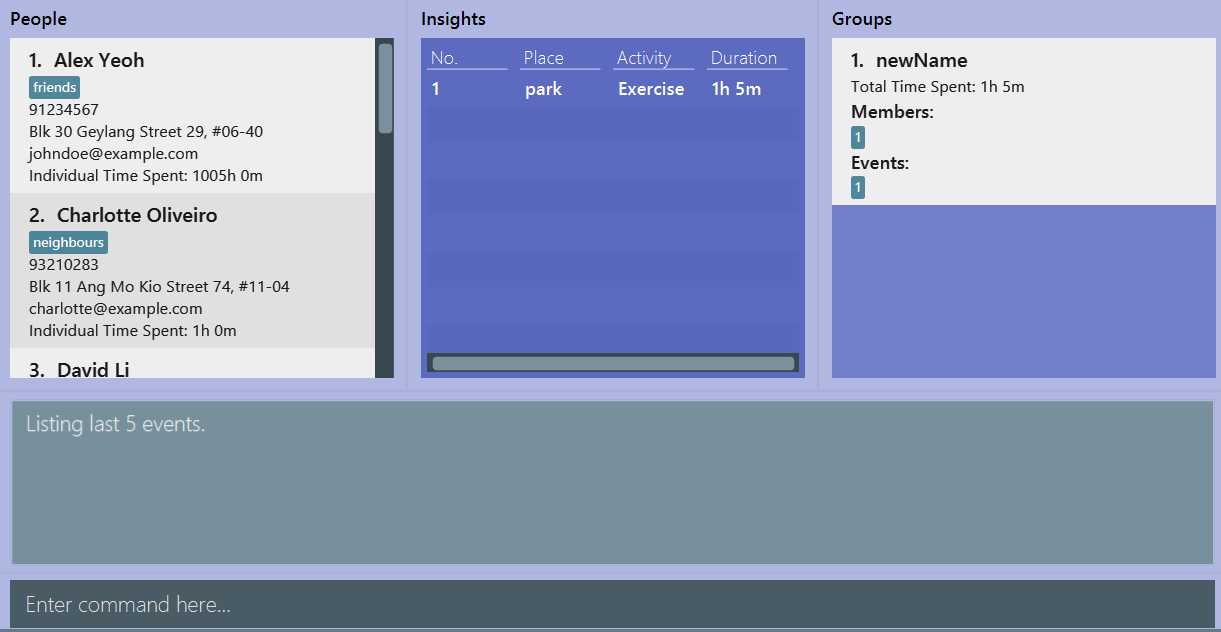 People
1. Alex Yeoh
friends
91234567
Blk 30 Geylang Street 29, #06-40
johndoe@example.com
Individual Time Spent: 1005h 0m
2. Charlotte Oliveiro
neighbours
93210283
Blk 11 Ang Mo Kio Street 74, #11-04
charlotte@example.com
Individual Time Spent: 1h 0m
3. David Li
Insights
No. Place Activity Duration
1 park Exercise 1h 5m
Groups
1. newName
Total Time Spent: 1h 5m
Members:
1
Events:
1
Listing last 5 events.
Enter command here...